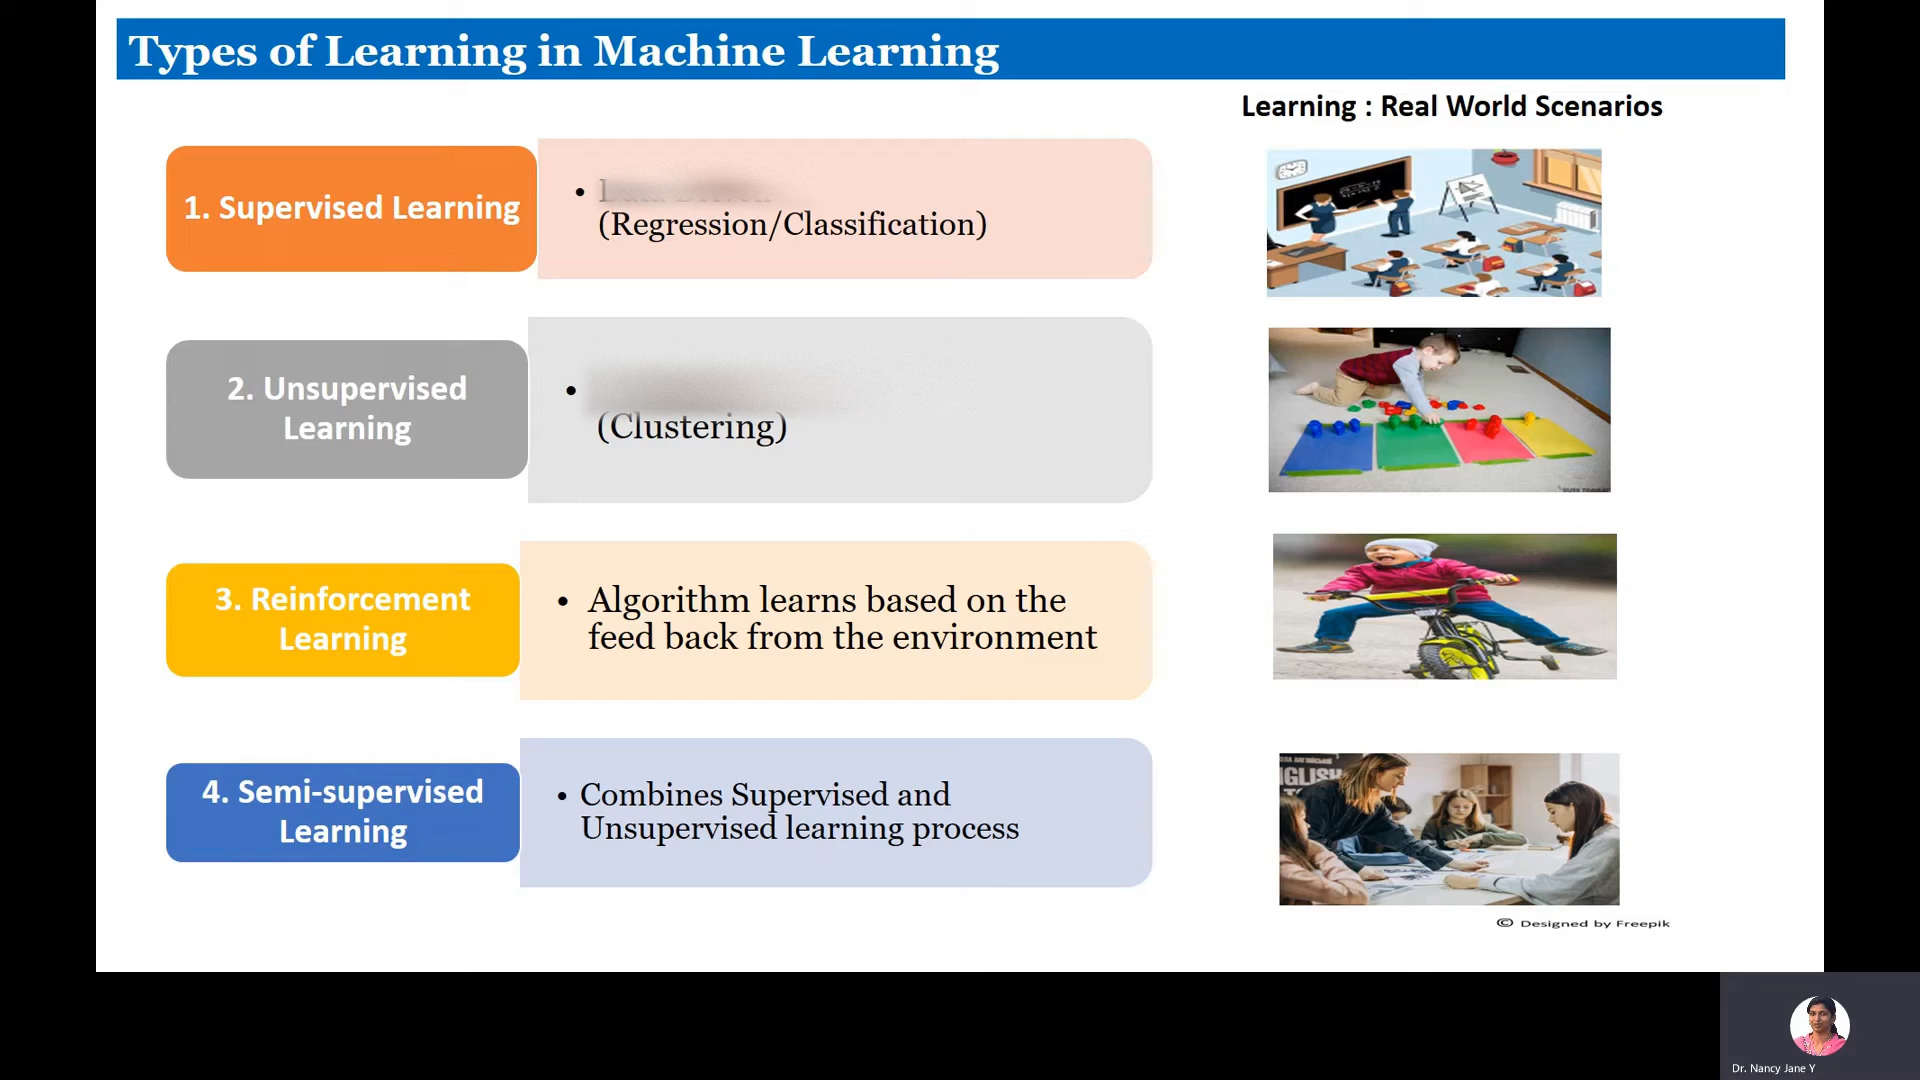 Types of Learning in Machine Learning
Learning : Real World Scenarios
1. Supervised Learning
(Regression/Classification)
2. Unsupervised
Learning
(Clustering)
3. Reinforcement
Learning
• Algorithm learns based on the
feed back from the environment
4. Semi-supervised
Learning
• Combines Supervised and
Unsupervised learning process
© Designed by Freepik
Dr. Nancy Jane Y